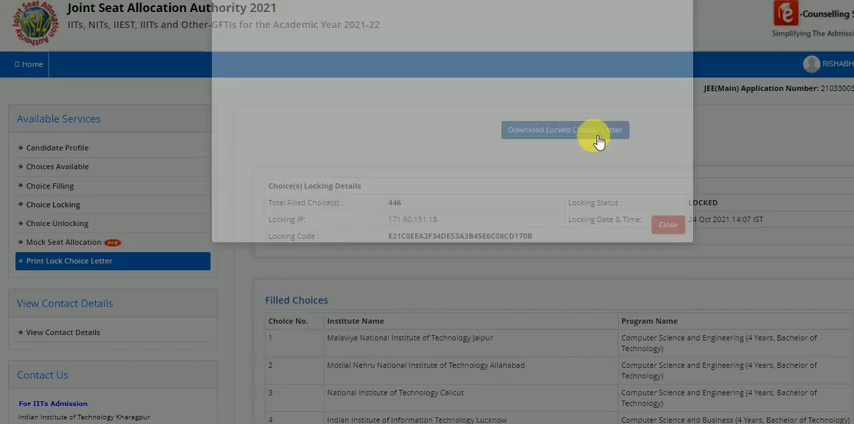 Joint Seat Allocation Authority 2021
IITs, NITs, IIEST, IIITs and Other-GFTIs for the Academic Year 2021-22
-Counselling S
Simplifying The Admissi
Home
RISHABH
JEE(Main) Application Number: 21033003
Available Services
Candidate Profile
Choices Available
Choice Filling
Choice Locking
Choice Unlocking
Mock Seat Allocation NEW
Print Lock Choice Letter
Download Locked Choices Letter
Choice(s) Locking Details
Total Filled Choice(s) : 446 Locking Status : LOCKED
Locking IP: 171.60.151.18 Locking Date & Time: 24 Oct 2021 14:07 IST
Close
Locking Code :
View Contact Details
View Contact Details
Contact Us
For IITs Admission
Indian Institute of Technology Kharagpur
Filled Choices
Choice No. Institute Name Program Name
1 Malaviya National Institute of Technology Jaipur Computer Science and Engineering (4 Years, Bachelor of
Technology)
2 Motilal Nehru National Institute of Technology Allahabad Computer Science and Engineering (4 Years, Bachelor of
Technology)
3 National Institute of Technology Calicut Computer Science and Engineering (4 Years, Bachelor of
Technology)
4 Indian Institute of Information Technology Lucknow Computer Science and Business (4 Years, Bachelor of Technology)